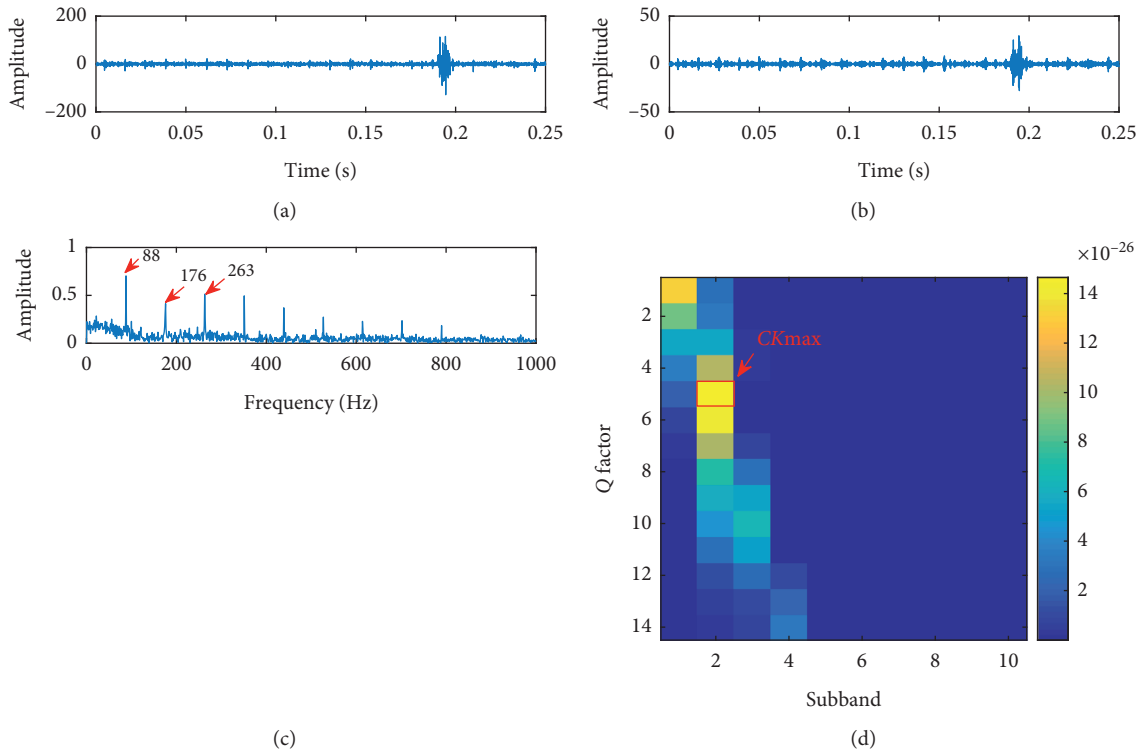 200
0
−200
Amplitude
0 0.05 0.1 0.15 0.2 0.25
Time (s)
(a)
50
0
−50
Amplitude
0 0.05 0.1 0.15 0.2 0.25
Time (s)
(b)
1
0.5
0
Amplitude
88
176
263
0 200 400 600 800 1000
Frequency (Hz)
(c)
×10−26
14
12
10
8
6
4
2
CKmax
2
4
6
8
10
12
14
Q factor
2 4 6 8 10
Subband
(d)